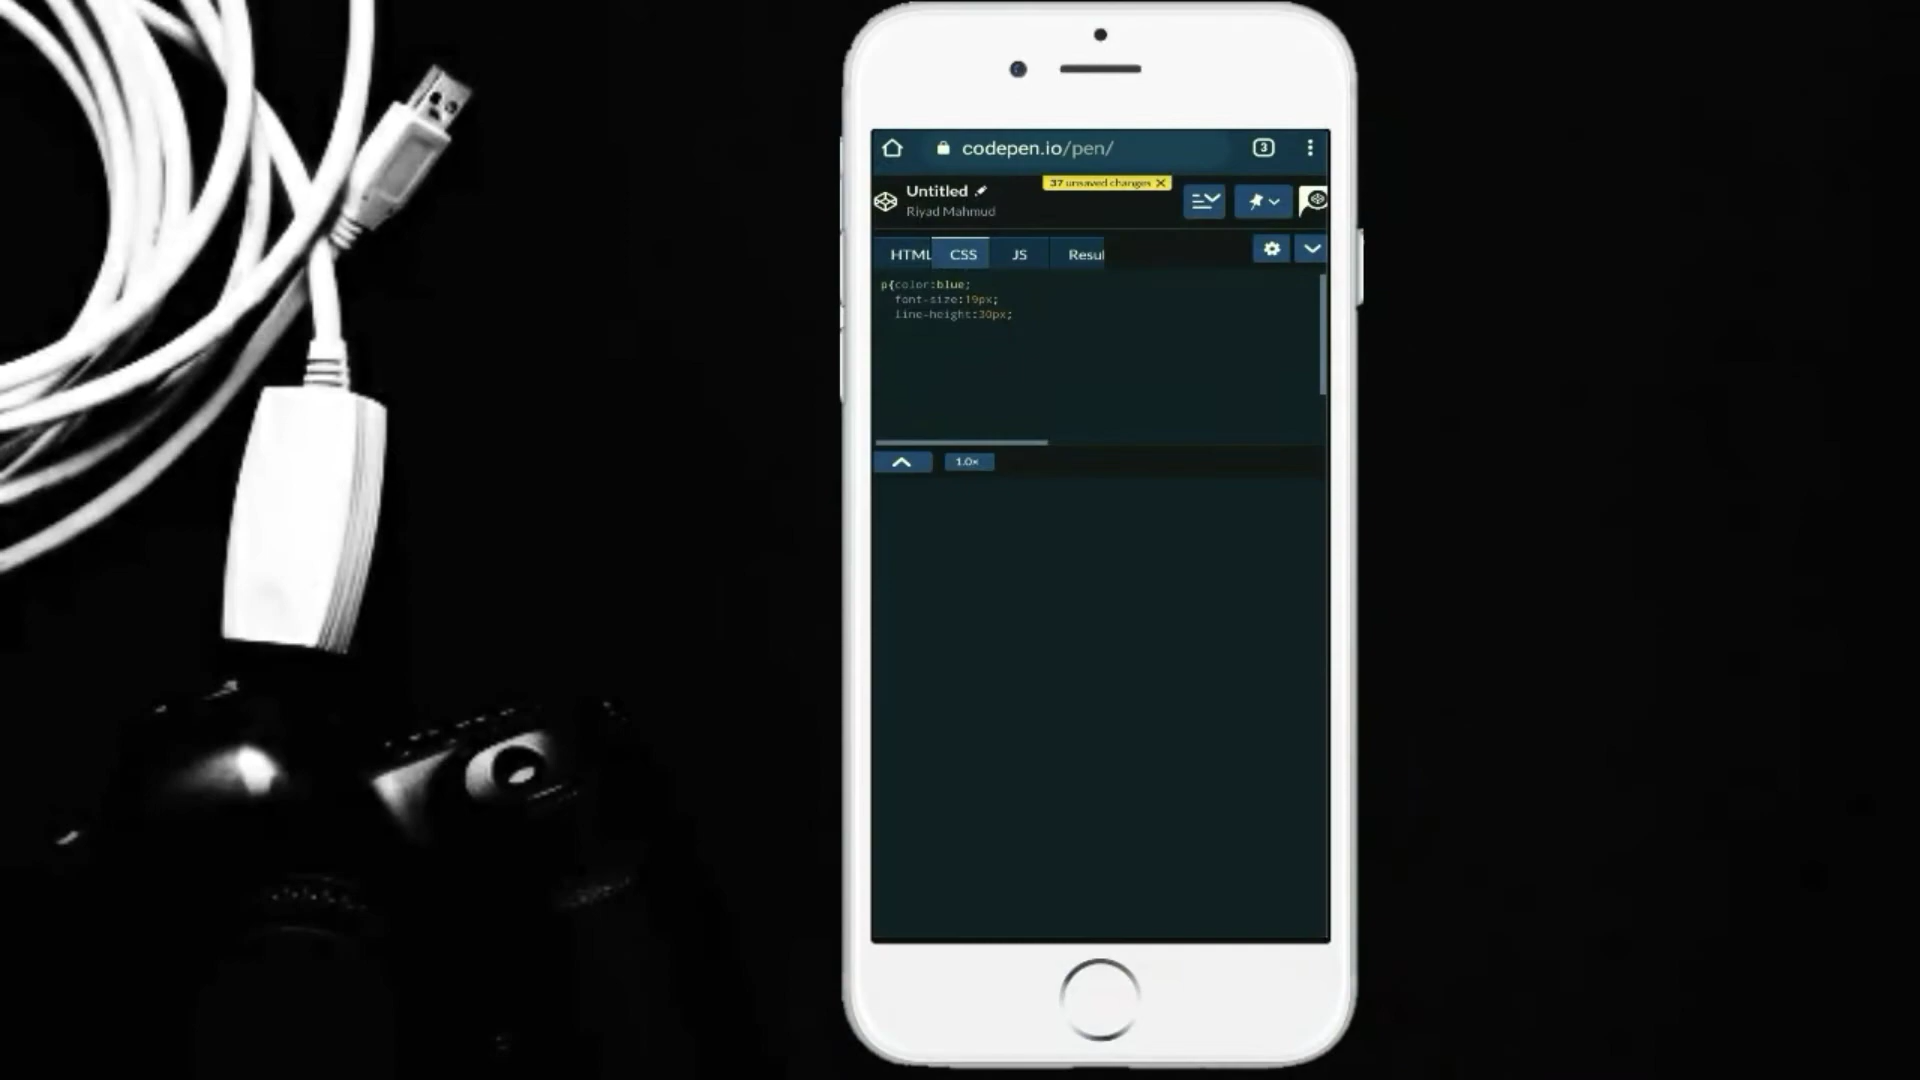 codepen.io/pen/
3
Untitled
37 unsaved changes
Riyad Mahmud
HTML
CSS
JS
Resul
p{color:blue;
font-size:19px;
line-height:30px;
1.0×